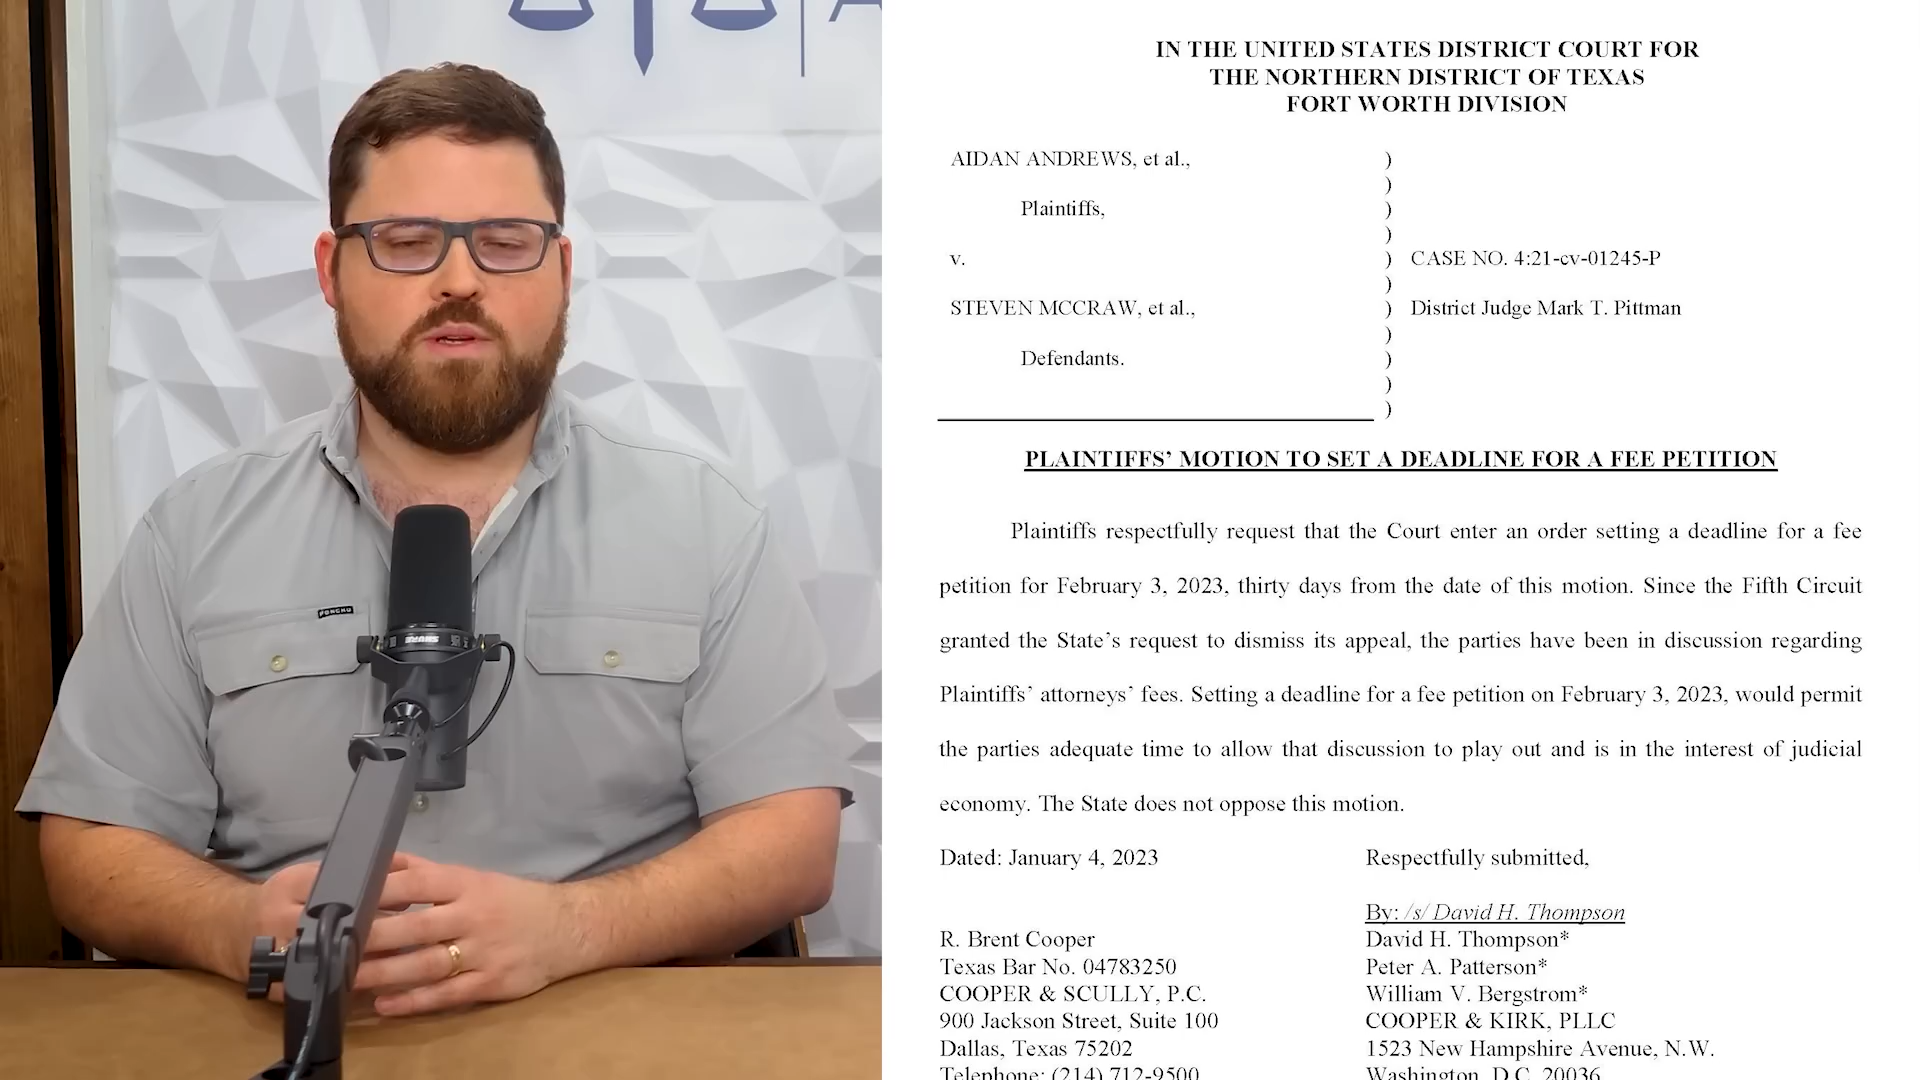 A
PONCHO
SHURE
IN THE UNITED STATES DISTRICT COURT FOR
THE NORTHERN DISTRICT OF TEXAS
FORT WORTH DIVISION
AIDAN ANDREWS, et al., )
)
Plaintiffs, )
)
v. ) CASE NO. 4:21-cv-01245-P
)
STEVEN MCCRAW, et al., ) District Judge Mark T. Pittman
)
Defendants. )
)
)
PLAINTIFFS’ MOTION TO SET A DEADLINE FOR A FEE PETITION
Plaintiffs respectfully request that the Court enter an order setting a deadline for a fee
petition for February 3, 2023, thirty days from the date of this motion. Since the Fifth Circuit
granted the State’s request to dismiss its appeal, the parties have been in discussion regarding
Plaintiffs’ attorneys’ fees. Setting a deadline for a fee petition on February 3, 2023, would permit
the parties adequate time to allow that discussion to play out and is in the interest of judicial
economy. The State does not oppose this motion.
Dated: January 4, 2023
Respectfully submitted,
By: /s/ David H. Thompson
R. Brent Cooper
Texas Bar No. 04783250
COOPER & SCULLY, P.C.
900 Jackson Street, Suite 100
Dallas, Texas 75202
Telephone: (214) 712-9500
David H. Thompson*
Peter A. Patterson*
William V. Bergstrom*
COOPER & KIRK, PLLC
1523 New Hampshire Avenue, N.W.
Washington, D.C. 20036